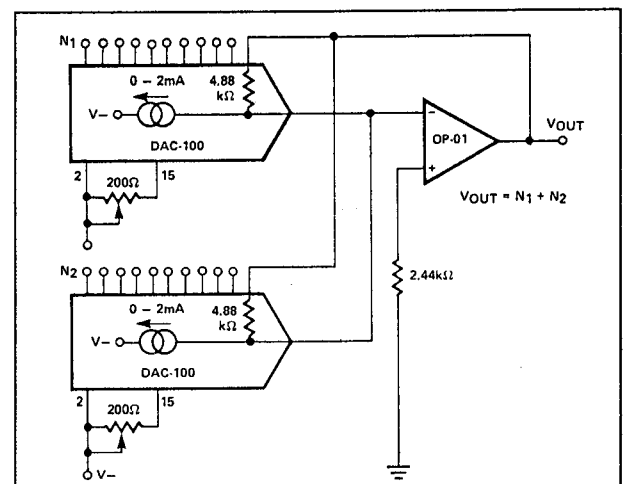 N1
0 – 2mA
4.88
kΩ
V–
DAC-100
2
15
200Ω
–
OP-01
+
VOUT
VOUT = N1 + N2
N2
0 – 2mA
4.88
kΩ
V–
DAC-100
2
15
200Ω
V–
2.44kΩ